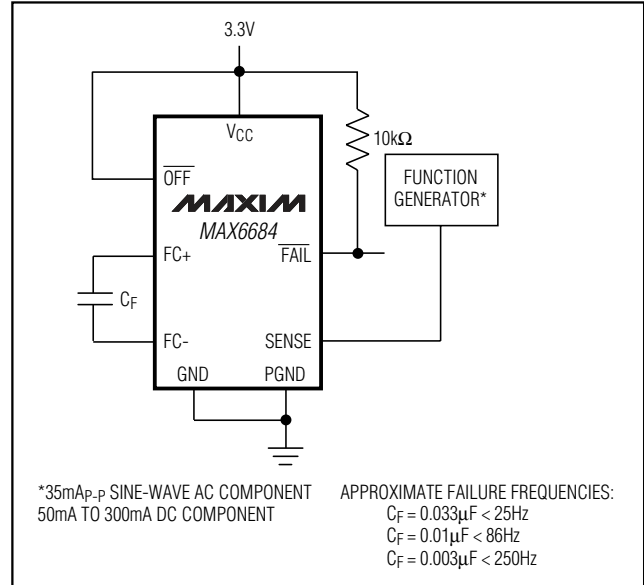 3.3V
VCC
10kΩ
OFF
FUNCTION
GENERATOR*
MAXIM
MAX6684
FC+
FAIL
CF
FC-
SENSE
GND
PGND
*35mAP-P SINE-WAVE AC COMPONENT
50mA TO 300mA DC COMPONENT
APPROXIMATE FAILURE FREQUENCIES:
CF = 0.033μF < 25Hz
CF = 0.01μF < 86Hz
CF = 0.003μF < 250Hz